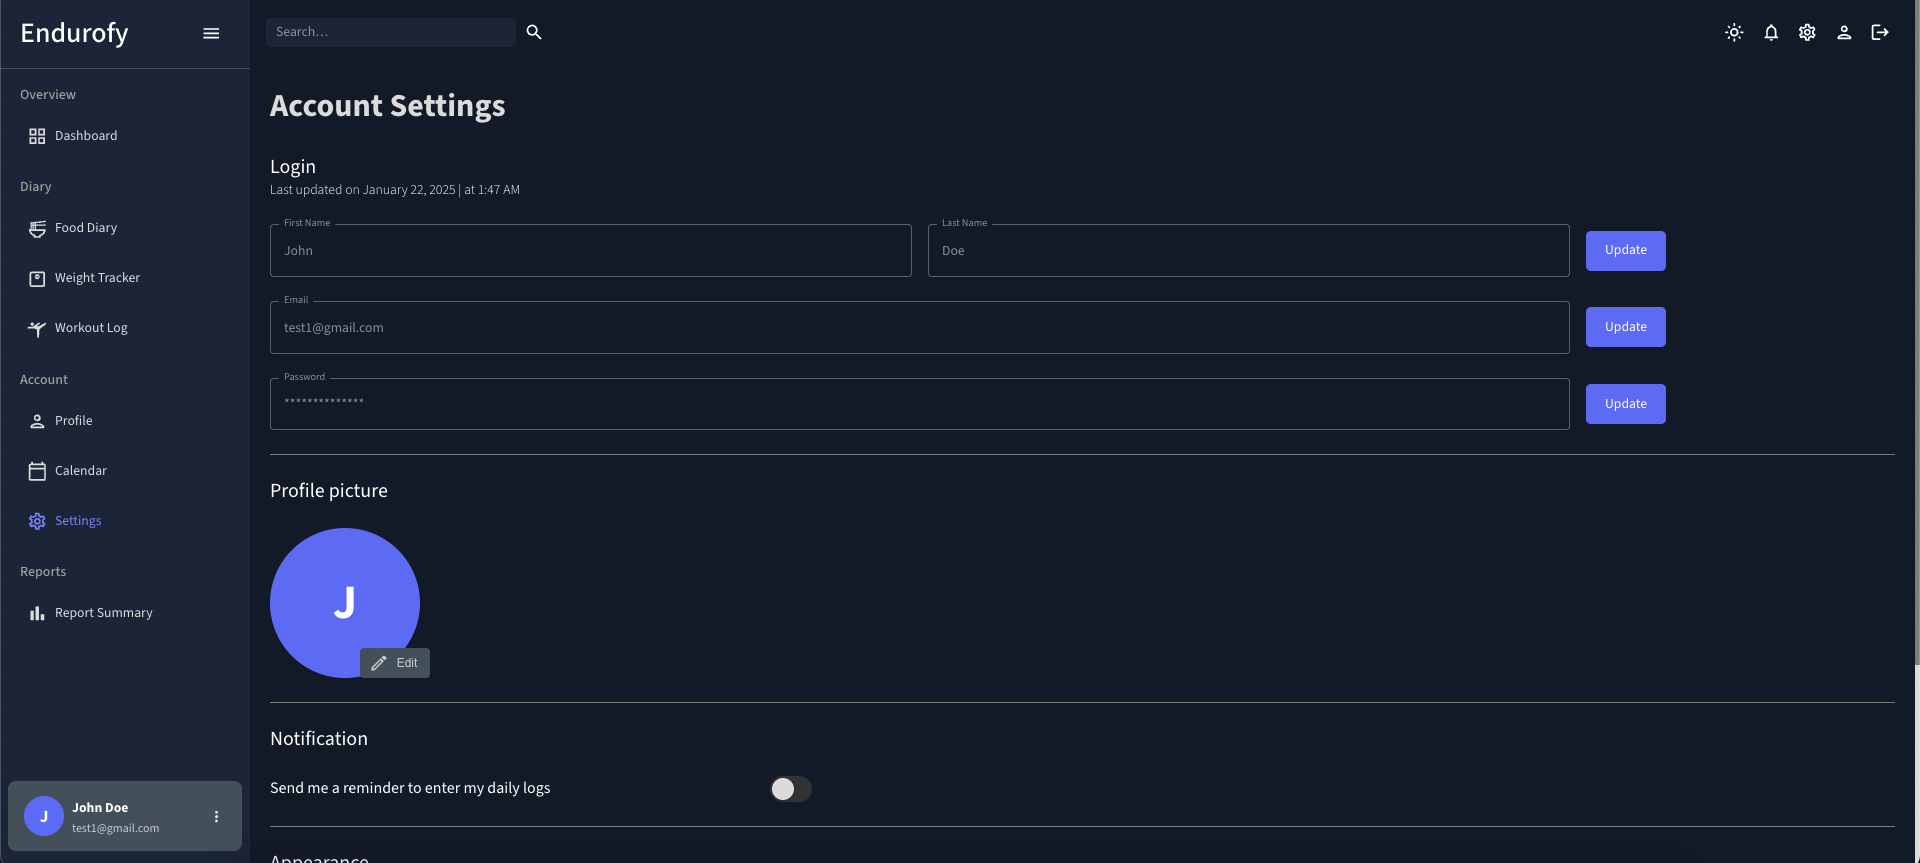 Endurofy
Search…
Overview
Dashboard
Diary
Food Diary
Weight Tracker
Workout Log
Account
Profile
Calendar
Settings
Reports
Report Summary
J
John Doe
test1@gmail.com
Account Settings
Login
Last updated on January 22, 2025 | at 1:47 AM
First Name
John
Last Name
Doe
Update
Email
test1@gmail.com
Update
Password
**************
Update
Profile picture
J
Edit
Notification
Send me a reminder to enter my daily logs
Appearance